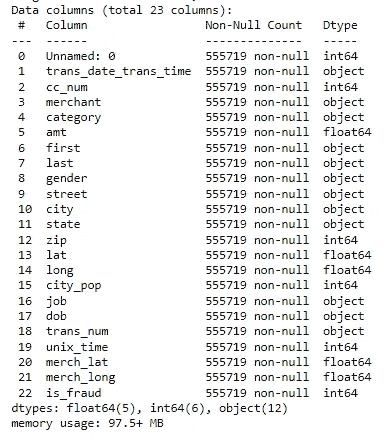 Data columns (total 23 columns):
 #   Column                 Non-Null Count   Dtype
---  ------                 --------------   -----
 0   Unnamed: 0             555719 non-null  int64
 1   trans_date_trans_time  555719 non-null  object
 2   cc_num                 555719 non-null  int64
 3   merchant               555719 non-null  object
 4   category               555719 non-null  object
 5   amt                    555719 non-null  float64
 6   first                  555719 non-null  object
 7   last                   555719 non-null  object
 8   gender                 555719 non-null  object
 9   street                 555719 non-null  object
 10  city                   555719 non-null  object
 11  state                  555719 non-null  object
 12  zip                    555719 non-null  int64
 13  lat                    555719 non-null  float64
 14  long                   555719 non-null  float64
 15  city_pop               555719 non-null  int64
 16  job                    555719 non-null  object
 17  dob                    555719 non-null  object
 18  trans_num              555719 non-null  object
 19  unix_time              555719 non-null  int64
 20  merch_lat              555719 non-null  float64
 21  merch_long             555719 non-null  float64
 22  is_fraud               555719 non-null  int64
dtypes: float64(5), int64(6), object(12)
memory usage: 97.5+ MB